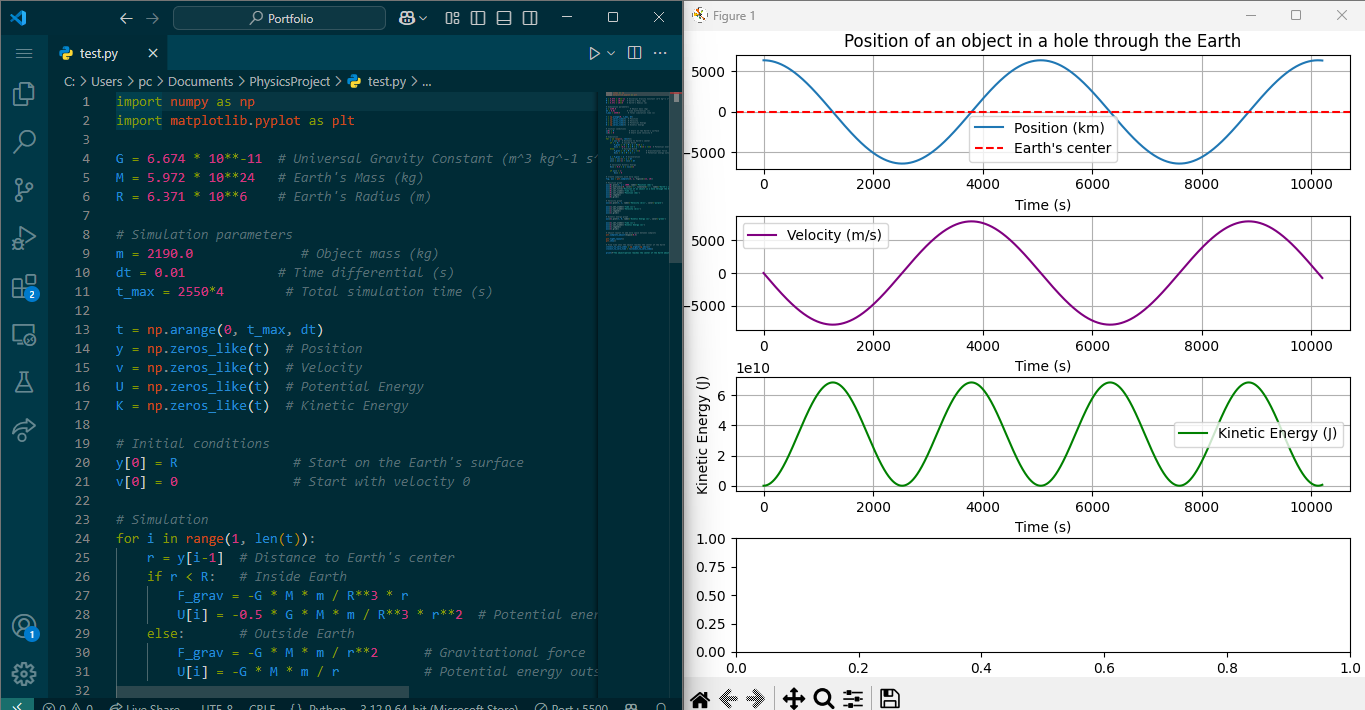 Portfolio
test.py
C: > Users > pc > Documents > PhysicsProject > test.py > ...
1 import numpy as np
2 import matplotlib.pyplot as plt
3
4 G = 6.674 * 10**-11 # Universal Gravity Constant (m^3 kg^-1 s^
5 M = 5.972 * 10**24 # Earth's Mass (kg)
6 R = 6.371 * 10**6 # Earth's Radius (m)
7
8 # Simulation parameters
9 m = 2190.0 # Object mass (kg)
10 dt = 0.01 # Time differential (s)
11 t_max = 2550*4 # Total simulation time (s)
12
13 t = np.arange(0, t_max, dt)
14 y = np.zeros_like(t) # Position
15 v = np.zeros_like(t) # Velocity
16 U = np.zeros_like(t) # Potential Energy
17 K = np.zeros_like(t) # Kinetic Energy
18
19 # Initial conditions
20 y[0] = R # Start on the Earth's surface
21 v[0] = 0 # Start with velocity 0
22
23 # Simulation
24 for i in range(1, len(t)):
25 r = y[i-1] # Distance to Earth's center
26 if r < R: # Inside Earth
27 F_grav = -G * M * m / R**3 * r
28 U[i] = -0.5 * G * M * m / R**3 * r**2 # Potential ener
29 else: # Outside Earth
30 F_grav = -G * M * m / r**2 # Gravitational force
31 U[i] = -G * M * m / r # Potential energy outs
32
2
1
0 0 Live Share UTF-8 CRLF {} Python 3.12.9 64-bit (Microsoft Store) Port : 5500
Figure 1
Position of an object in a hole through the Earth
5000
0
−5000
Position (km)
Earth's center
0 2000 4000 6000 8000 10000
Time (s)
5000
0
−5000
Velocity (m/s)
0 2000 4000 6000 8000 10000
Time (s)
1e10
Kinetic Energy (J)
6
4
2
0
Kinetic Energy (J)
0 2000 4000 6000 8000 10000
Time (s)
1.00
0.75
0.50
0.25
0.00
0.0 0.2 0.4 0.6 0.8 1.0